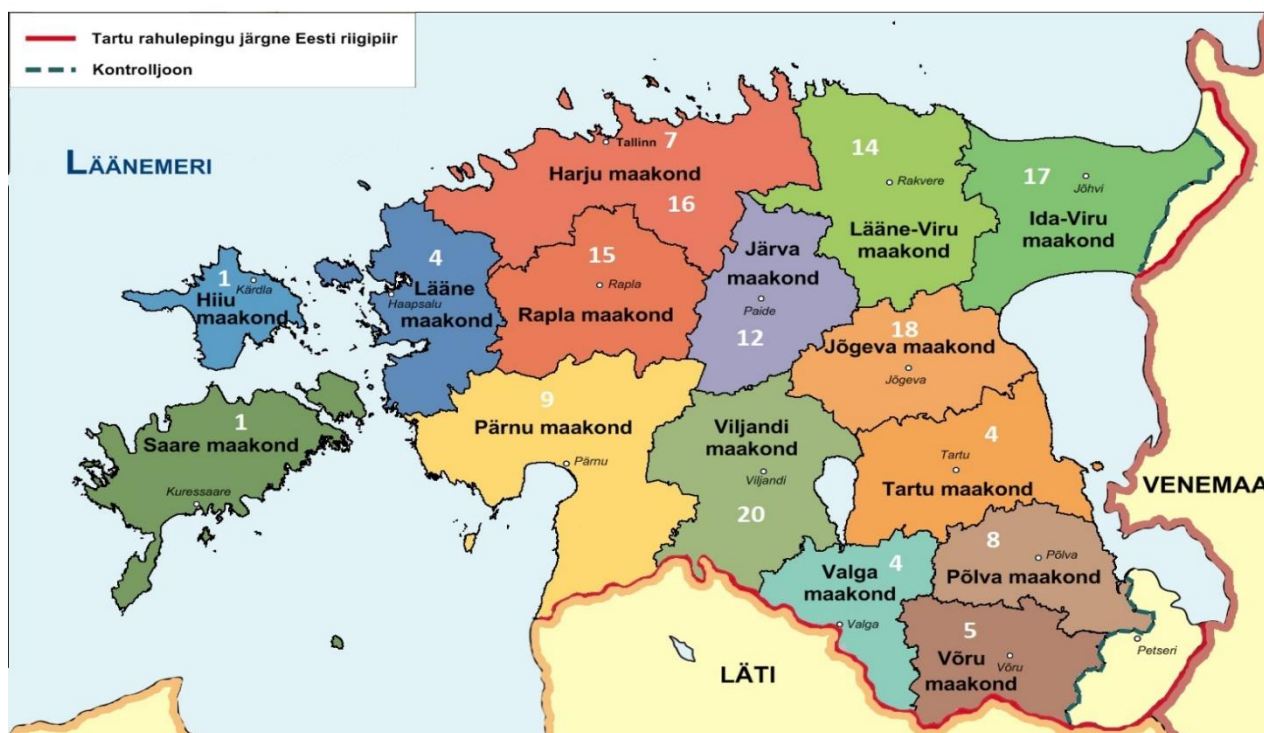 Tartu rahulepingu järgne Eesti riigipiir
Kontrolljoon
LÄÄNEMERI
Tallinn
7
Harju maakond
16
14
Rakvere
Lääne-Viru
maakond
17
Jõhvi
Ida-Viru
maakond
1
Kärdla
Hiiu
maakond
4
Haapsalu
Lääne
maakond
15
Rapla
Rapla maakond
Järva
maakond
Paide
12
18
Jõgeva maakond
Jõgeva
1
Saare maakond
Kuressaare
9
Pärnu maakond
Pärnu
Viljandi
maakond
Viljandi
20
4
Tartu
Tartu maakond
VENEMAA
4
Valga
maakond
Valga
8
Põlva
Põlva maakond
5
Võru
Võru
maakond
Petseri
LÄTI